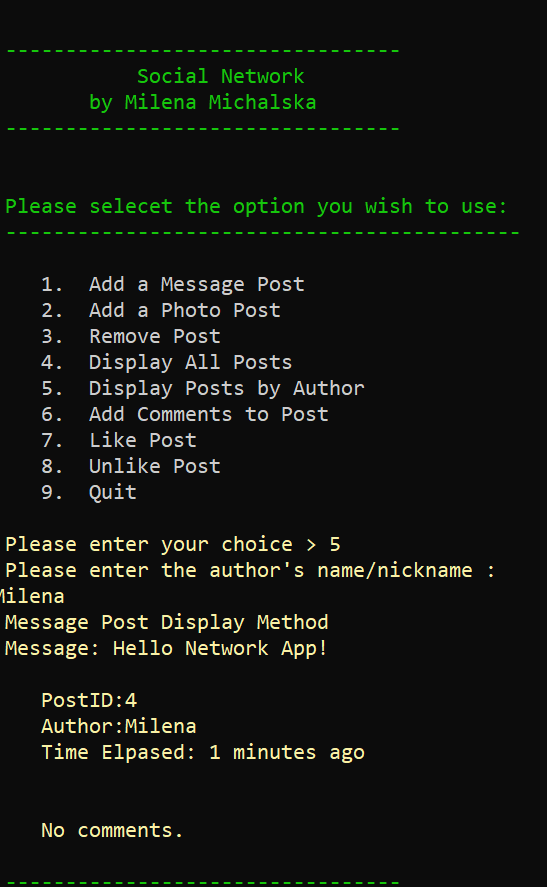 ---------------------------------
Social Network
by Milena Michalska
---------------------------------
Please selecet the option you wish to use:
-------------------------------------------
1. Add a Message Post
2. Add a Photo Post
3. Remove Post
4. Display All Posts
5. Display Posts by Author
6. Add Comments to Post
7. Like Post
8. Unlike Post
9. Quit
Please enter your choice > 5
Please enter the author's name/nickname :
Milena
Message Post Display Method
Message: Hello Network App!
PostID:4
Author:Milena
Time Elpased: 1 minutes ago
No comments.
---------------------------------